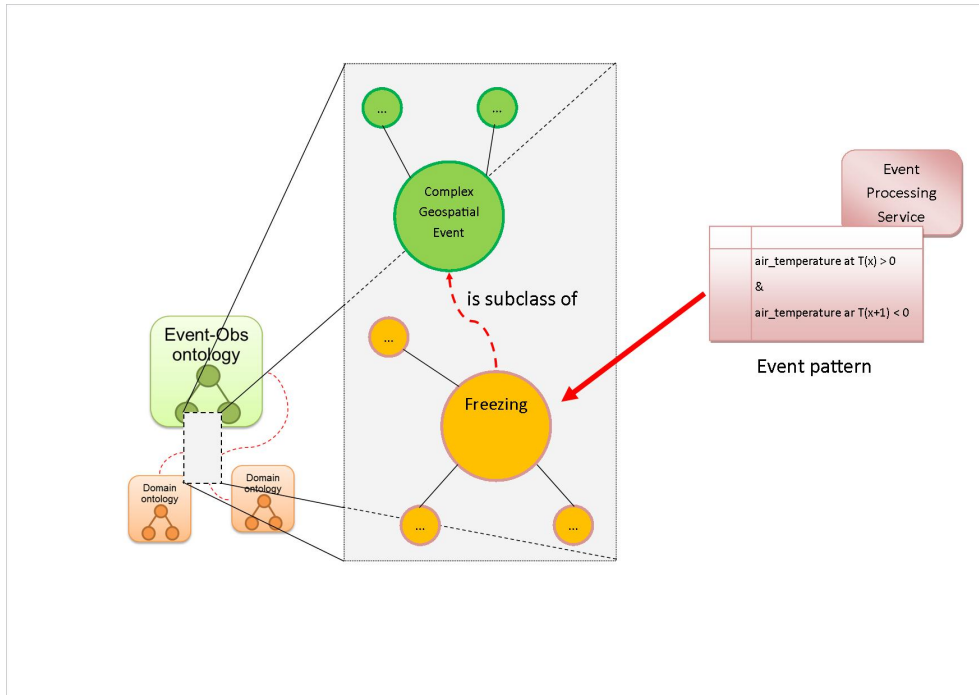 Event-Obs
ontology
Domain
ontology
Domain
ontology
...
...
Complex
Geospatial
Event
is subclass of
...
Freezing
...
...
Event
Processing
Service
air_temperature at T(x) > 0
&
air_temperature ar T(x+1) < 0
Event pattern